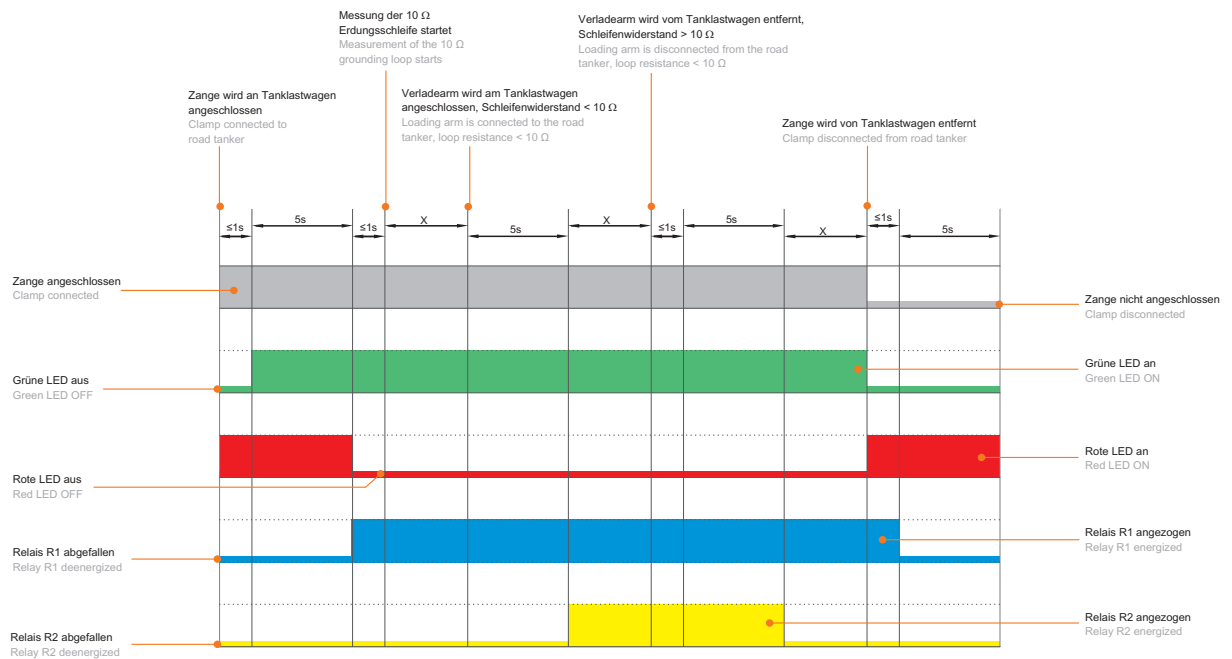 Messung der 10 Ω
Erdungsschleife startet
Measurement of the 10 Ω
grounding loop starts
Verladearm wird vom Tanklastwagen entfernt,
Schleifenwiderstand > 10 Ω
Loading arm is disconnected from the road
tanker, loop resistance < 10 Ω
Zange wird an Tanklastwagen
angeschlossen
Clamp connected to
road tanker
Verladearm wird am Tanklastwagen
angeschlossen, Schleifenwiderstand < 10 Ω
Loading arm is connected to the road
tanker, loop resistance < 10 Ω
Zange wird von Tanklastwagen entfernt
Clamp disconnected from road tanker
≤1s
5s
≤1s
X
5s
X
≤1s
5s
X
≤1s
5s
Zange angeschlossen
Clamp connected
Zange nicht angeschlossen
Clamp disconnected
Grüne LED aus
Green LED OFF
Grüne LED an
Green LED ON
Rote LED aus
Red LED OFF
Rote LED an
Red LED ON
Relais R1 abgefallen
Relay R1 deenergized
Relais R1 angezogen
Relay R1 energized
Relais R2 abgefallen
Relay R2 deenergized
Relais R2 angezogen
Relay R2 energized